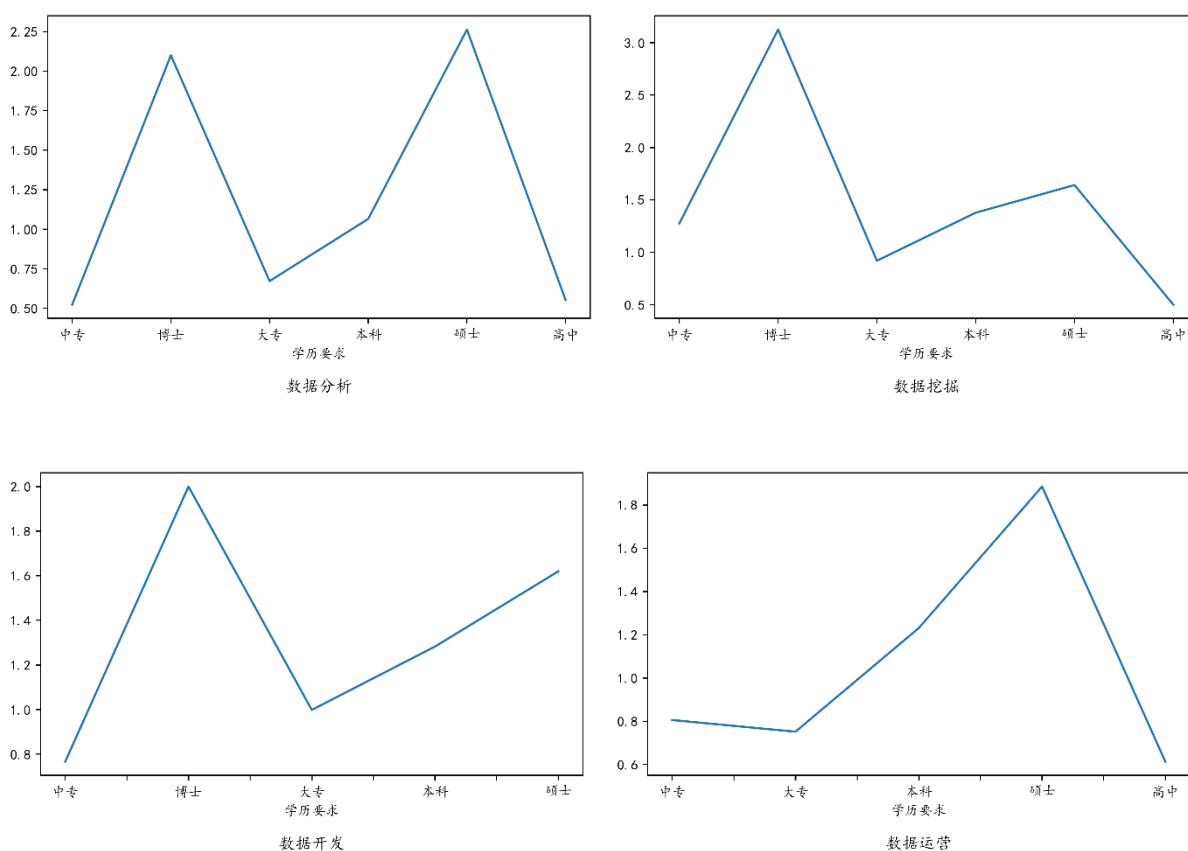 2.25
2.00
1.75
1.50
1.25
1.00
0.75
0.50
中专 博士 大专 本科 硕士 高中
学历要求
数据分析
3.0
2.5
2.0
1.5
1.0
0.5
中专 博士 大专 本科 硕士 高中
学历要求
数据挖掘
2.0
1.8
1.6
1.4
1.2
1.0
0.8
中专 博士 大专 本科 硕士
学历要求
数据开发
1.8
1.6
1.4
1.2
1.0
0.8
0.6
中专 大专 本科 硕士 高中
学历要求
数据运营